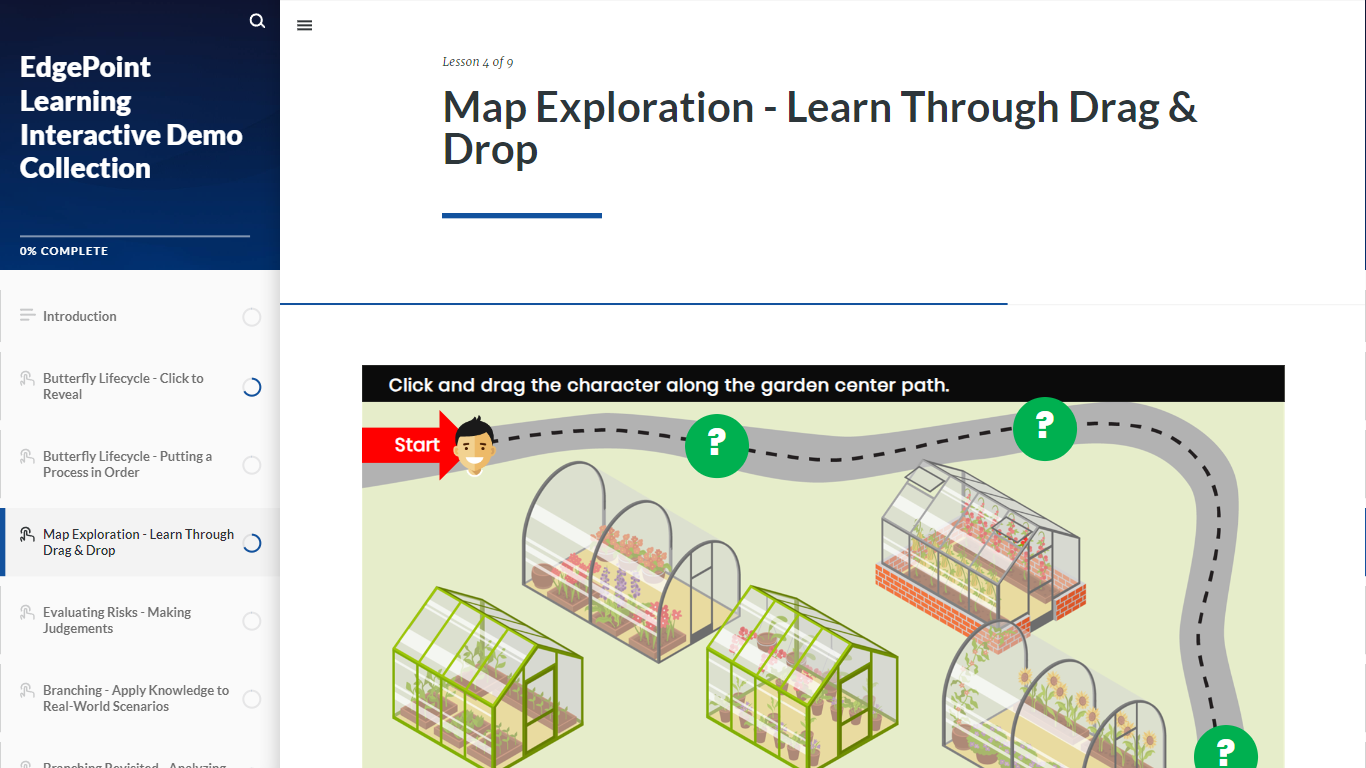 EdgePoint
Learning
Interactive Demo
Collection
0% COMPLETE
Introduction
Butterfly Lifecycle - Click to
Reveal
Butterfly Lifecycle - Putting a
Process in Order
Map Exploration - Learn Through
Drag & Drop
Evaluating Risks - Making
Judgements
Branching - Apply Knowledge to
Real-World Scenarios
Branching Revisited - Analyzing
Lesson 4 of 9
Map Exploration - Learn Through Drag &
Drop
Click and drag the character along the garden center path.
Start
?
?
?